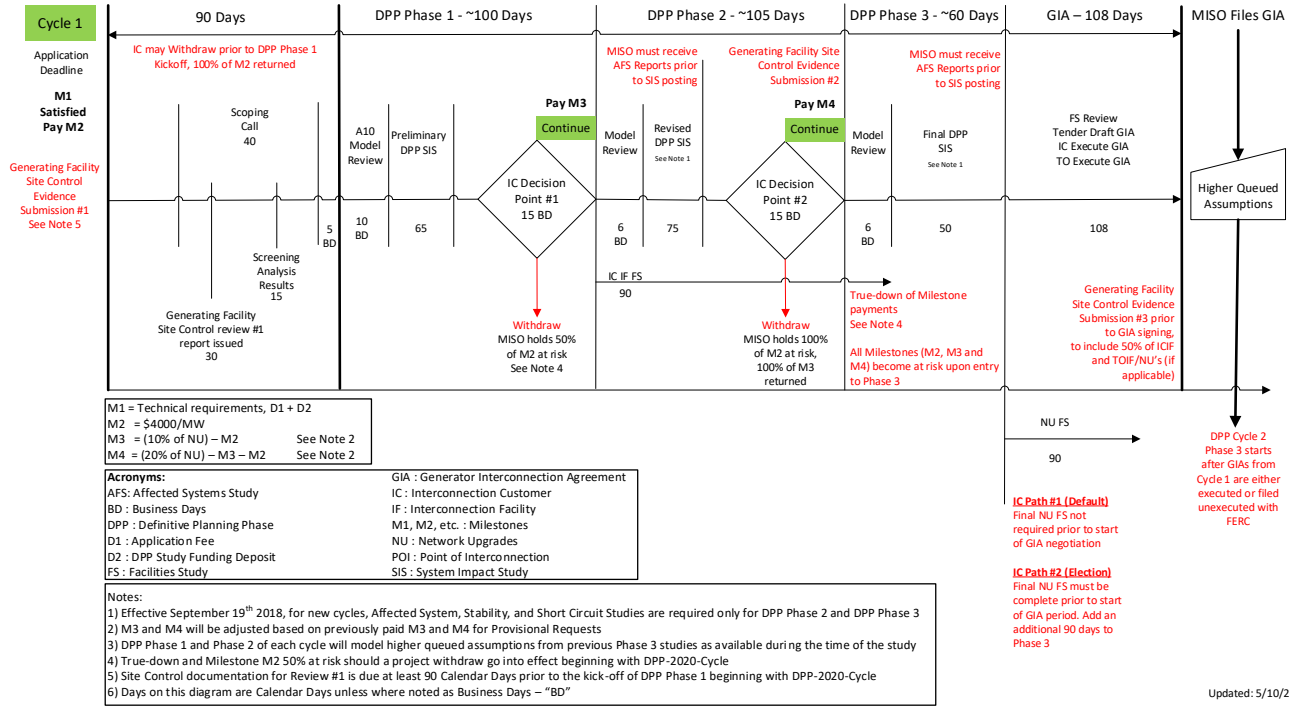 Cycle 1
90 Days
DPP Phase 1 - ~100 Days
DPP Phase 2 - ~105 Days
DPP Phase 3 - ~60 Days
GIA – 108 Days
MISO Files GIA
Application
Deadline
M1
Satisfied
Pay M2
Generating Facility
Site Control
Evidence
Submission #1
See Note 5
IC may Withdraw prior to DPP Phase 1
Kickoff, 100% of M2 returned
Scoping
Call
40
5
BD
Screening
Analysis
Results
15
Generating Facility
Site Control review #1
report issued
30
A10
Model
Review
10
BD
Preliminary
DPP SIS
65
Pay M3
Continue
IC Decision
Point #1
15 BD
Withdraw
MISO holds 50%
of M2 at risk
See Note 4
MISO must receive
AFS Reports prior
to SIS posting
Model
Review
6
BD
Revised
DPP SIS
See Note 1
75
IC IF FS
90
Generating Facility Site
Control Evidence
Submission #2
Pay M4
Continue
IC Decision
Point #2
15 BD
Withdraw
MISO holds 100%
of M2 at risk,
100% of M3
returned
MISO must receive
AFS Reports prior
to SIS posting
Model
Review
6
BD
Final DPP
SIS
See Note 1
50
True-down of Milestone
payments
See Note 4
All Milestones (M2, M3 and
M4) become at risk upon entry
to Phase 3
FS Review
Tender Draft GIA
IC Execute GIA
TO Execute GIA
108
Generating Facility
Site Control Evidence
Submission #3 prior
to GIA signing,
to include 50% of ICIF
and TOIF/NU's (if
applicable)
Higher Queued
Assumptions
DPP Cycle 2
Phase 3 starts
after GIAs from
Cycle 1 are either
executed or filed
unexecuted with
FERC
NU FS
90
IC Path #1 (Default)
Final NU FS not
required prior to start
of GIA negotiation
IC Path #2 (Election)
Final NU FS must be
complete prior to start
of GIA period. Add an
additional 90 days to
Phase 3
M1 = Technical requirements, D1 + D2
M2 = $4000/MW
M3 = (10% of NU) – M2 See Note 2
M4 = (20% of NU) – M3 – M2 See Note 2
Acronyms:
AFS: Affected Systems Study
BD : Business Days
DPP : Definitive Planning Phase
D1 : Application Fee
D2 : DPP Study Funding Deposit
FS : Facilities Study
GIA : Generator Interconnection Agreement
IC : Interconnection Customer
IF : Interconnection Facility
M1, M2, etc. : Milestones
NU : Network Upgrades
POI : Point of Interconnection
SIS : System Impact Study
Notes:
1) Effective September 19th 2018, for new cycles, Affected System, Stability, and Short Circuit Studies are required only for DPP Phase 2 and DPP Phase 3
2) M3 and M4 will be adjusted based on previously paid M3 and M4 for Provisional Requests
3) DPP Phase 1 and Phase 2 of each cycle will model higher queued assumptions from previous Phase 3 studies as available during the time of the study
4) True-down and Milestone M2 50% at risk should a project withdraw go into effect beginning with DPP-2020-Cycle
5) Site Control documentation for Review #1 is due at least 90 Calendar Days prior to the kick-off of DPP Phase 1 beginning with DPP-2020-Cycle
6) Days on this diagram are Calendar Days unless where noted as Business Days – “BD”
Updated: 5/10/2